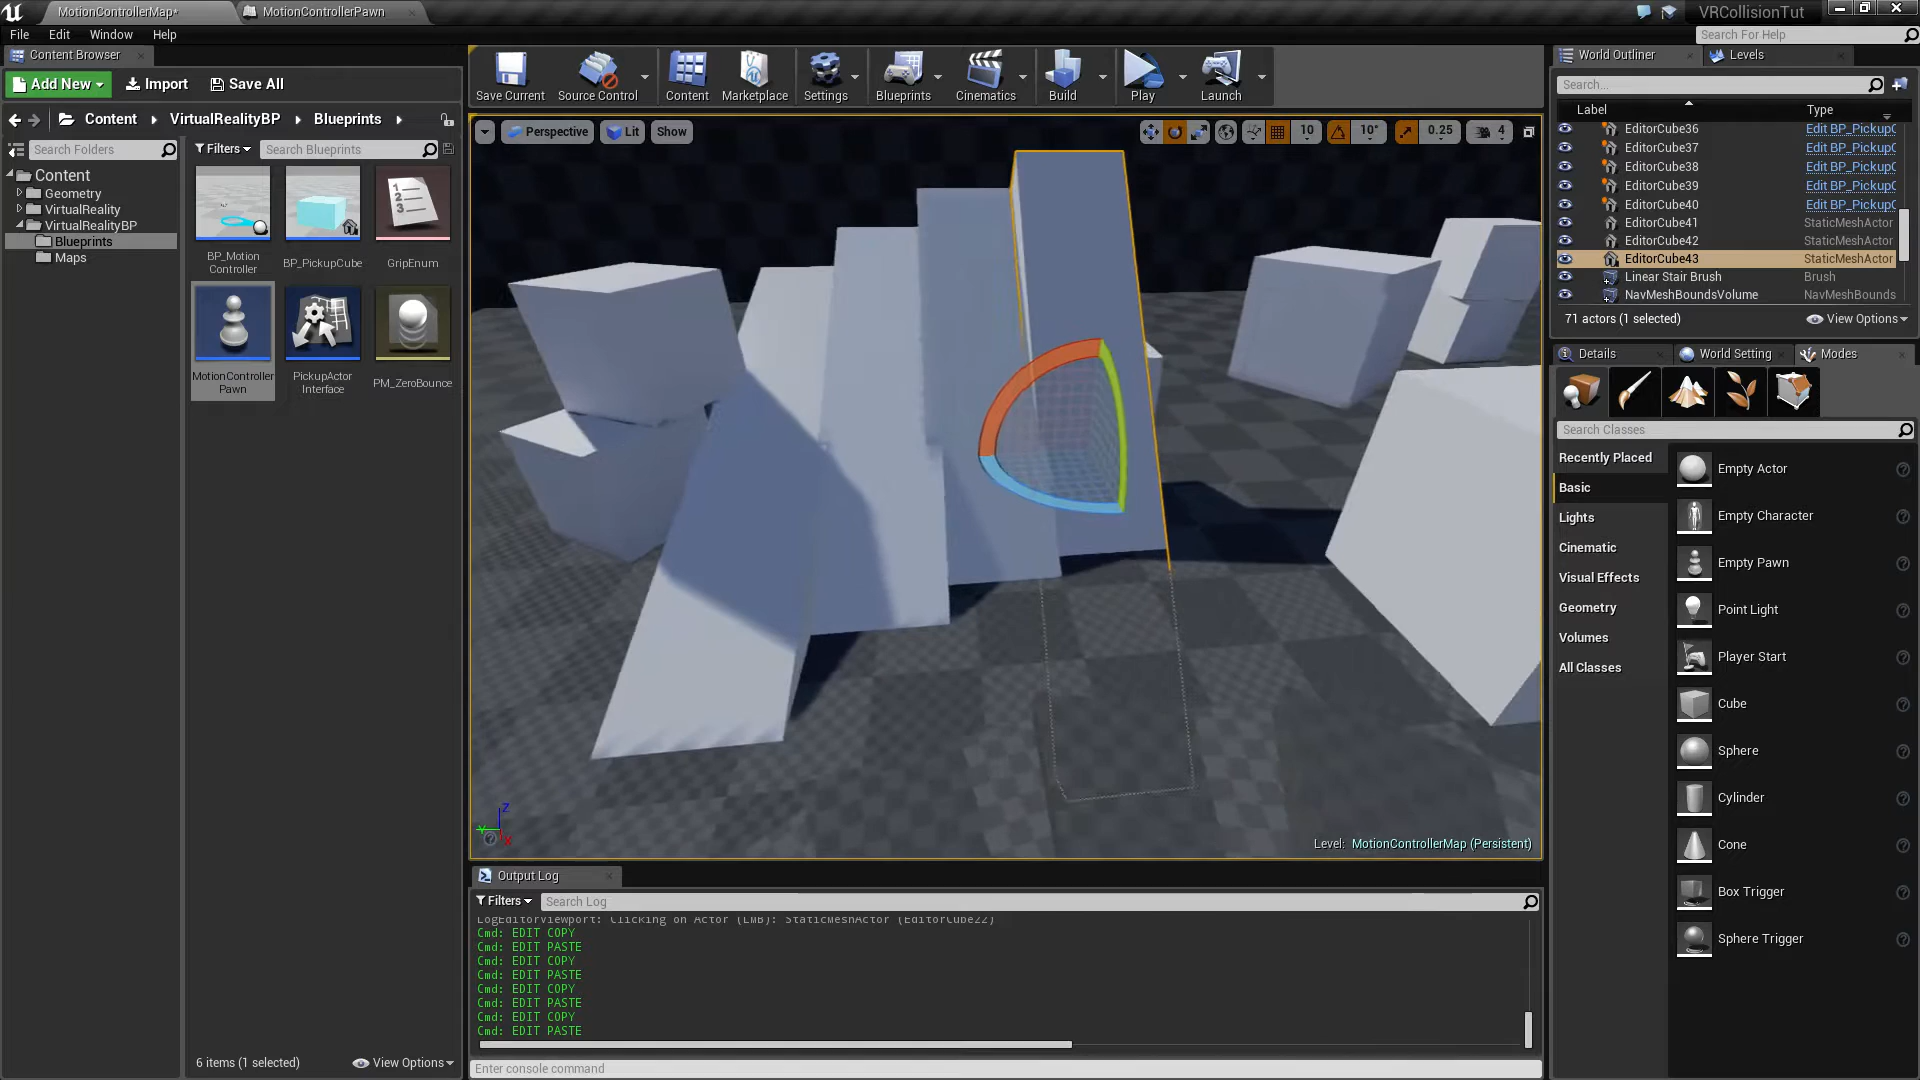 MotionControllerMap*
MotionControllerPawn
VRCollisionTut
File Edit Window Help
Search For Help
Content Browser
Add New
Import
Save All
Content
VirtualRealityBP
Blueprints
Search Folders
Filters
Search Blueprints
Content
Geometry
VirtualReality
VirtualRealityBP
Blueprints
Maps
BP_Motion
Controller
BP_PickupCube
GripEnum
MotionController
Pawn
PickupActor
Interface
PM_ZeroBounce
6 items (1 selected)
View Options
Save Current
Source Control
Content
Marketplace
Settings
Blueprints
Cinematics
Build
Play
Launch
Perspective
Lit
Show
10
10°
0.25
4
Z
Y
X
Level: MotionControllerMap (Persistent)
Output Log
Filters
Search Log
LogEditorViewport: Clicking on Actor (LMB): StaticMeshActor (EditorCube22)
Cmd: EDIT COPY
Cmd: EDIT PASTE
Cmd: EDIT COPY
Cmd: EDIT PASTE
Cmd: EDIT COPY
Cmd: EDIT PASTE
Cmd: EDIT COPY
Cmd: EDIT PASTE
Enter console command
World Outliner
Levels
Search...
Label Type
EditorCube36 Edit BP_PickupC
EditorCube37 Edit BP_PickupC
EditorCube38 Edit BP_PickupC
EditorCube39 Edit BP_PickupC
EditorCube40 Edit BP_PickupC
EditorCube41 StaticMeshActor
EditorCube42 StaticMeshActor
EditorCube43 StaticMeshActor
Linear Stair Brush Brush
NavMeshBoundsVolume NavMeshBounds
71 actors (1 selected)
View Options
Details
World Setting
Modes
Search Classes
Recently Placed
Basic
Lights
Cinematic
Visual Effects
Geometry
Volumes
All Classes
Empty Actor
Empty Character
Empty Pawn
Point Light
Player Start
Cube
Sphere
Cylinder
Cone
Box Trigger
Sphere Trigger